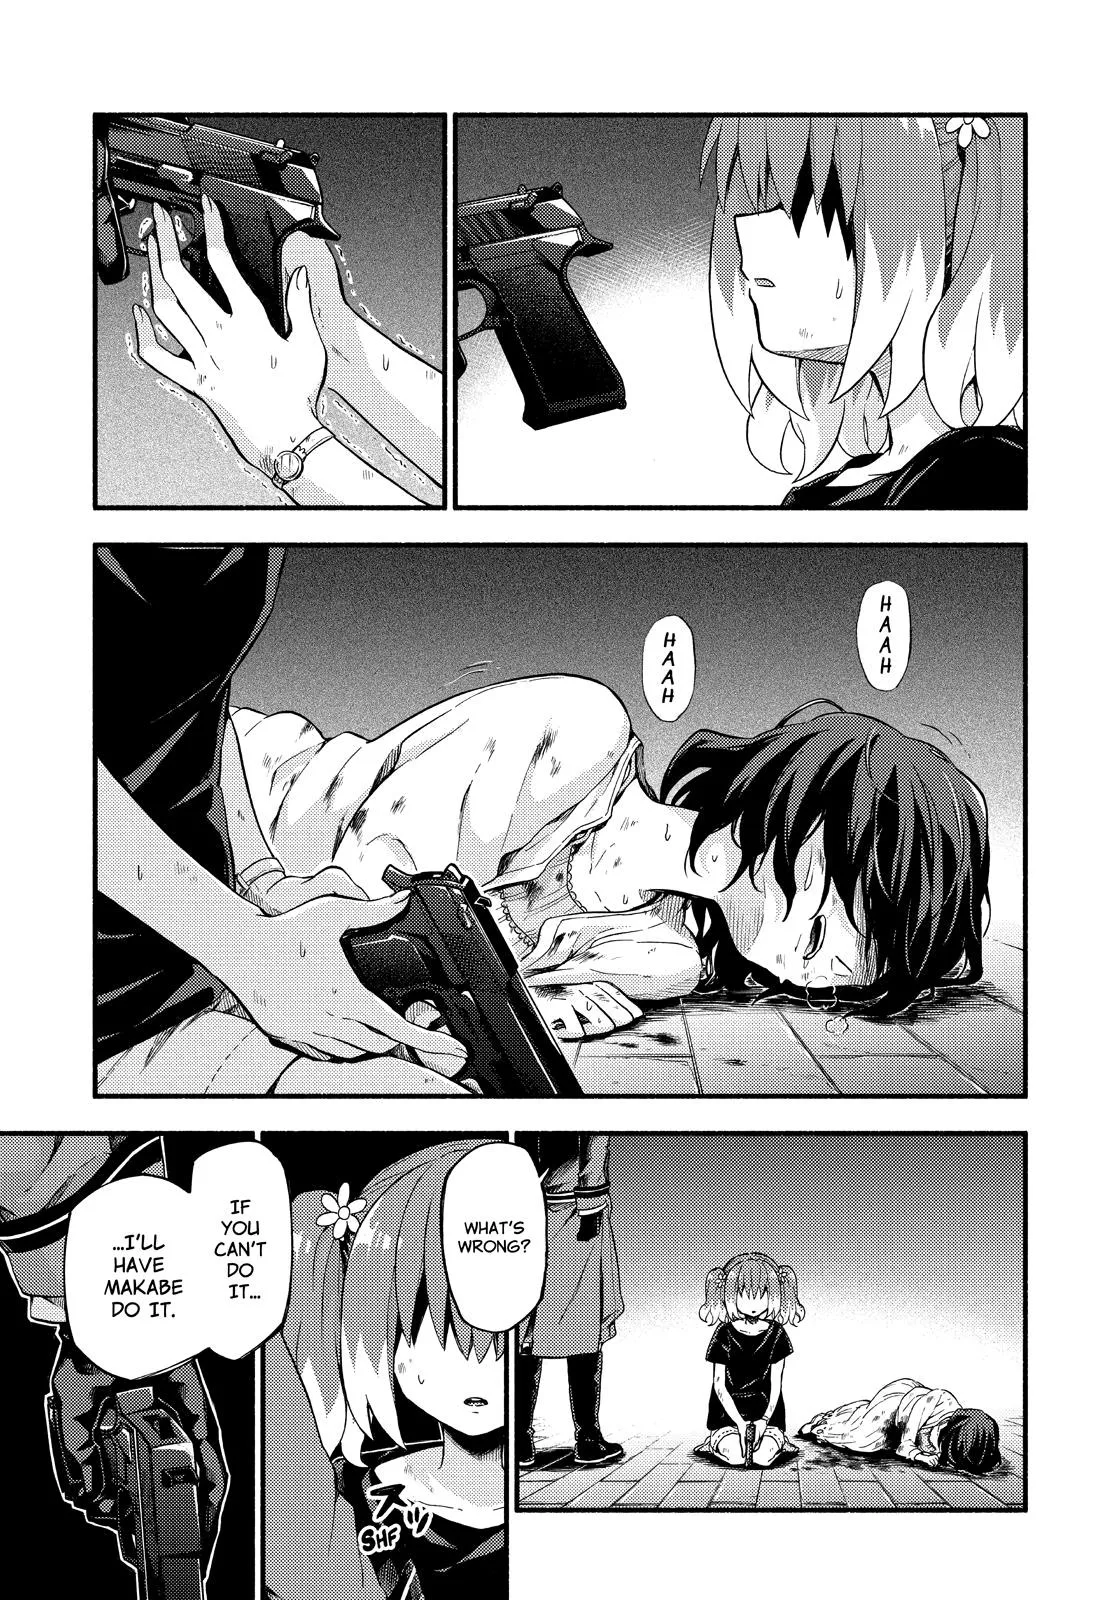 HAAH
HAAH
WHAT'S
WRONG?
スッ
SHF
IF
YOU
CAN'T
DO
IT...
...I'LL
HAVE
MAKABE
DO IT.